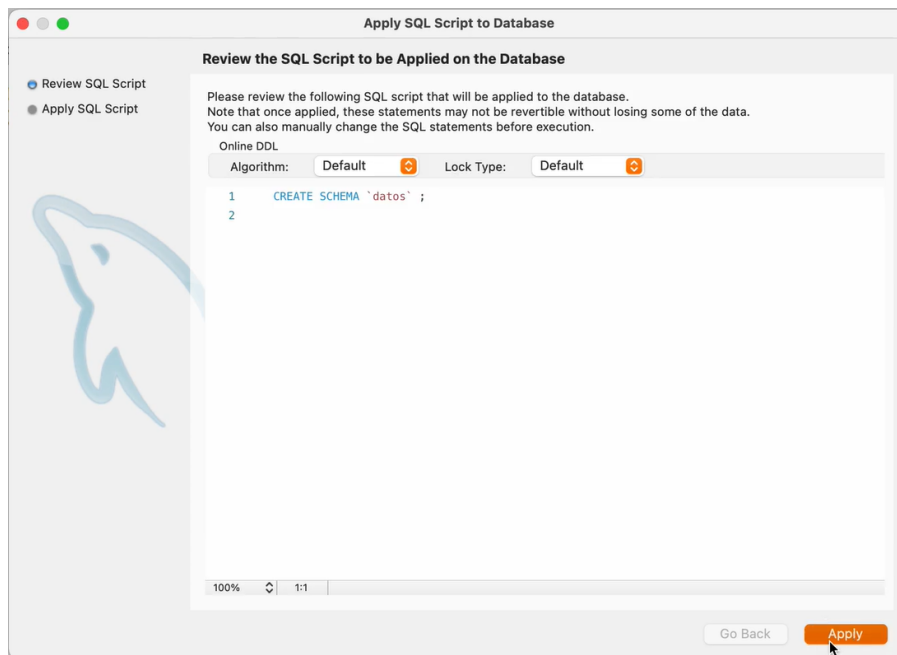 Apply SQL Script to Database
Review the SQL Script to be Applied on the Database
Review SQL Script
Apply SQL Script
Please review the following SQL script that will be applied to the database.
Note that once applied, these statements may not be revertible without losing some of the data.
You can also manually change the SQL statements before execution.
Online DDL
Algorithm: Default Lock Type: Default
1 CREATE SCHEMA `datos` ;
2
100% 1:1
Go Back Apply